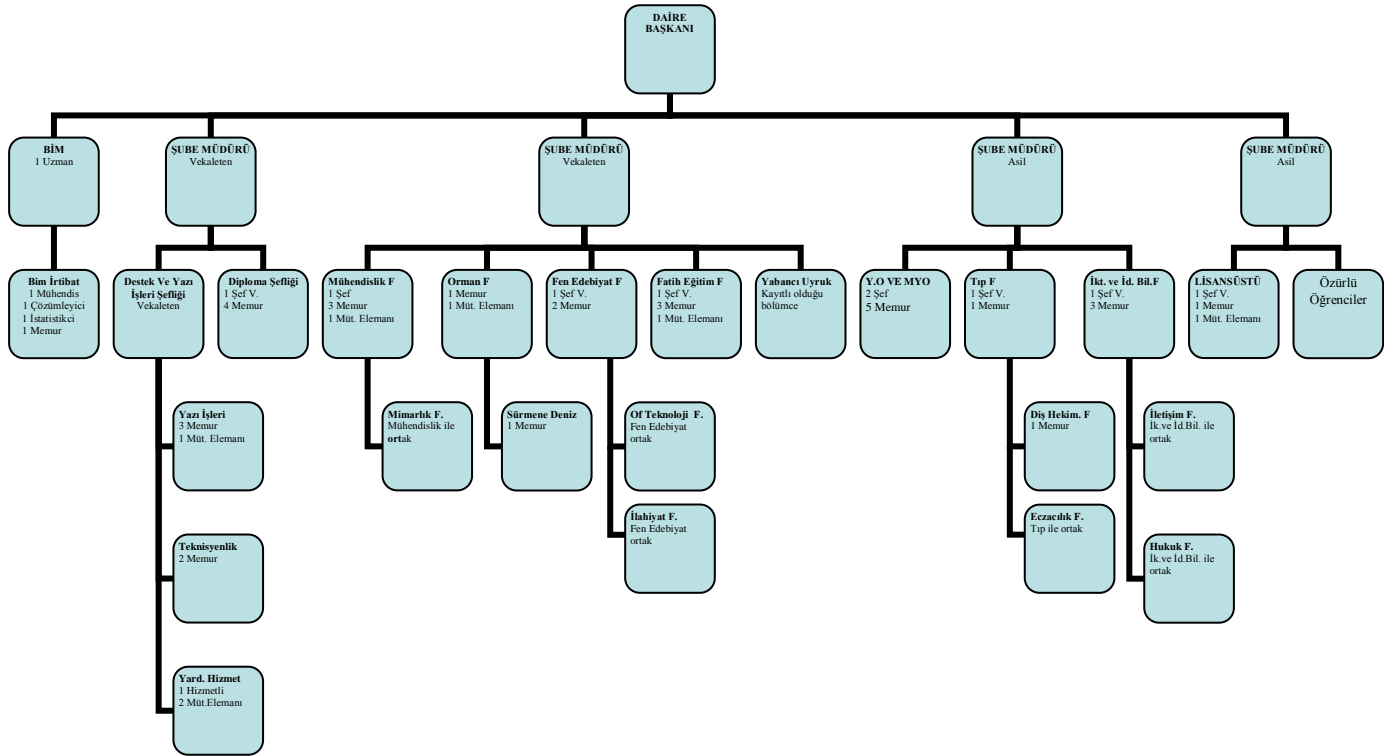 DAİRE
BAŞKANI
BİM
1 Uzman
ŞUBE MÜDÜRÜ
Vekaleten
ŞUBE MÜDÜRÜ
Vekaleten
ŞUBE MÜDÜRÜ
Asil
ŞUBE MÜDÜRÜ
Asil
Bim İrtibat
1 Mühendis
1 Çözümleyici
1 İstatistikci
1 Memur
Destek Ve Yazı
İşleri Şefliği
Vekaleten
Diploma Şefliği
1 Şef V.
4 Memur
Mühendislik F
1 Şef
3 Memur
1 Müt. Elemanı
Orman F
1 Memur
1 Müt. Elemanı
Fen Edebiyat F
1 Şef V.
2 Memur
Fatih Eğitim F
1 Şef V.
3 Memur
1 Müt. Elemanı
Yabancı Uyruk
Kayıtlı olduğu
bölümce
Y.O VE MYO
2 Şef
5 Memur
Tıp F
1 Şef V.
1 Memur
İkt. ve İd. Bil.F
1 Şef V.
3 Memur
LİSANSÜSTÜ
1 Şef V.
1 Memur
1 Müt. Elemanı
Özürlü
Öğrenciler
Yazı İşleri
3 Memur
1 Müt. Elemanı
Mimarlık F.
Mühendislik ile
ortak
Sürmene Deniz
1 Memur
Of Teknoloji F.
Fen Edebiyat
ortak
Diş Hekim. F
1 Memur
İletişim F.
İk.ve İd.Bil. ile
ortak
İlahiyat F.
Fen Edebiyat
ortak
Eczacılık F.
Tıp ile ortak
Teknisyenlik
2 Memur
Hukuk F.
İk.ve İd.Bil. ile
ortak
Yard. Hizmet
1 Hizmetli
2 Müt.Elemanı